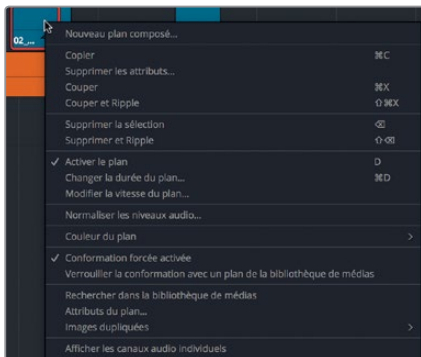 02_...
Nouveau plan composé...
Copier ⌘C
Supprimer les attributs...
Couper ⌘X
Couper et Ripple ⇧⌘X
Supprimer la sélection ⌫
Supprimer et Ripple ⇧⌫
✓ Activer le plan D
Changer la durée du plan... ⌘D
Modifier la vitesse du plan...
Normaliser les niveaux audio...
Couleur du plan >
✓ Conformation forcée activée
Verrouiller la conformation avec un plan de la bibliothèque de médias
Rechercher dans la bibliothèque de médias
Attributs du plan...
Images dupliquées >
Afficher les canaux audio individuels